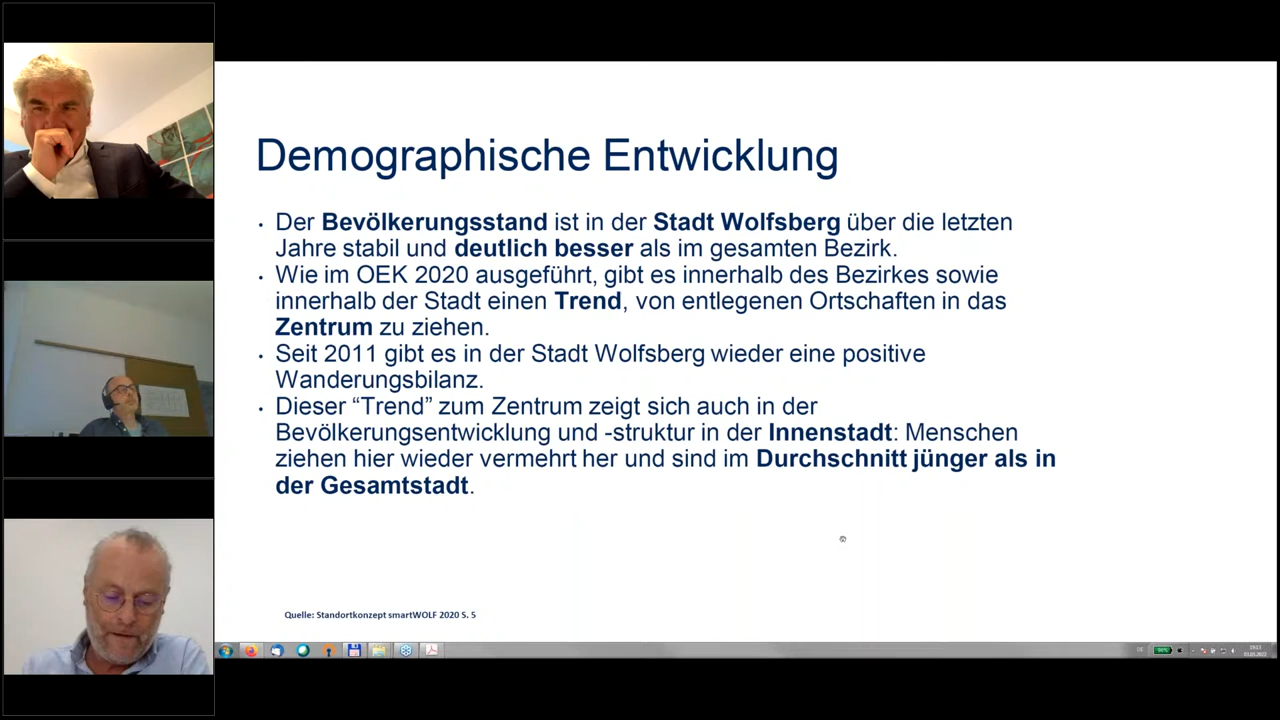 Demographische Entwicklung
• Der Bevölkerungsstand ist in der Stadt Wolfsberg über die letzten
Jahre stabil und deutlich besser als im gesamten Bezirk.
• Wie im OEK 2020 ausgeführt, gibt es innerhalb des Bezirkes sowie
innerhalb der Stadt einen Trend, von entlegenen Ortschaften in das
Zentrum zu ziehen.
• Seit 2011 gibt es in der Stadt Wolfsberg wieder eine positive
Wanderungsbilanz.
• Dieser “Trend” zum Zentrum zeigt sich auch in der
Bevölkerungsentwicklung und -struktur in der Innenstadt: Menschen
ziehen hier wieder vermehrt her und sind im Durchschnitt jünger als in
der Gesamtstadt.
Quelle: Standortkonzept smartWOLF 2020 S. 5
DE
19:13